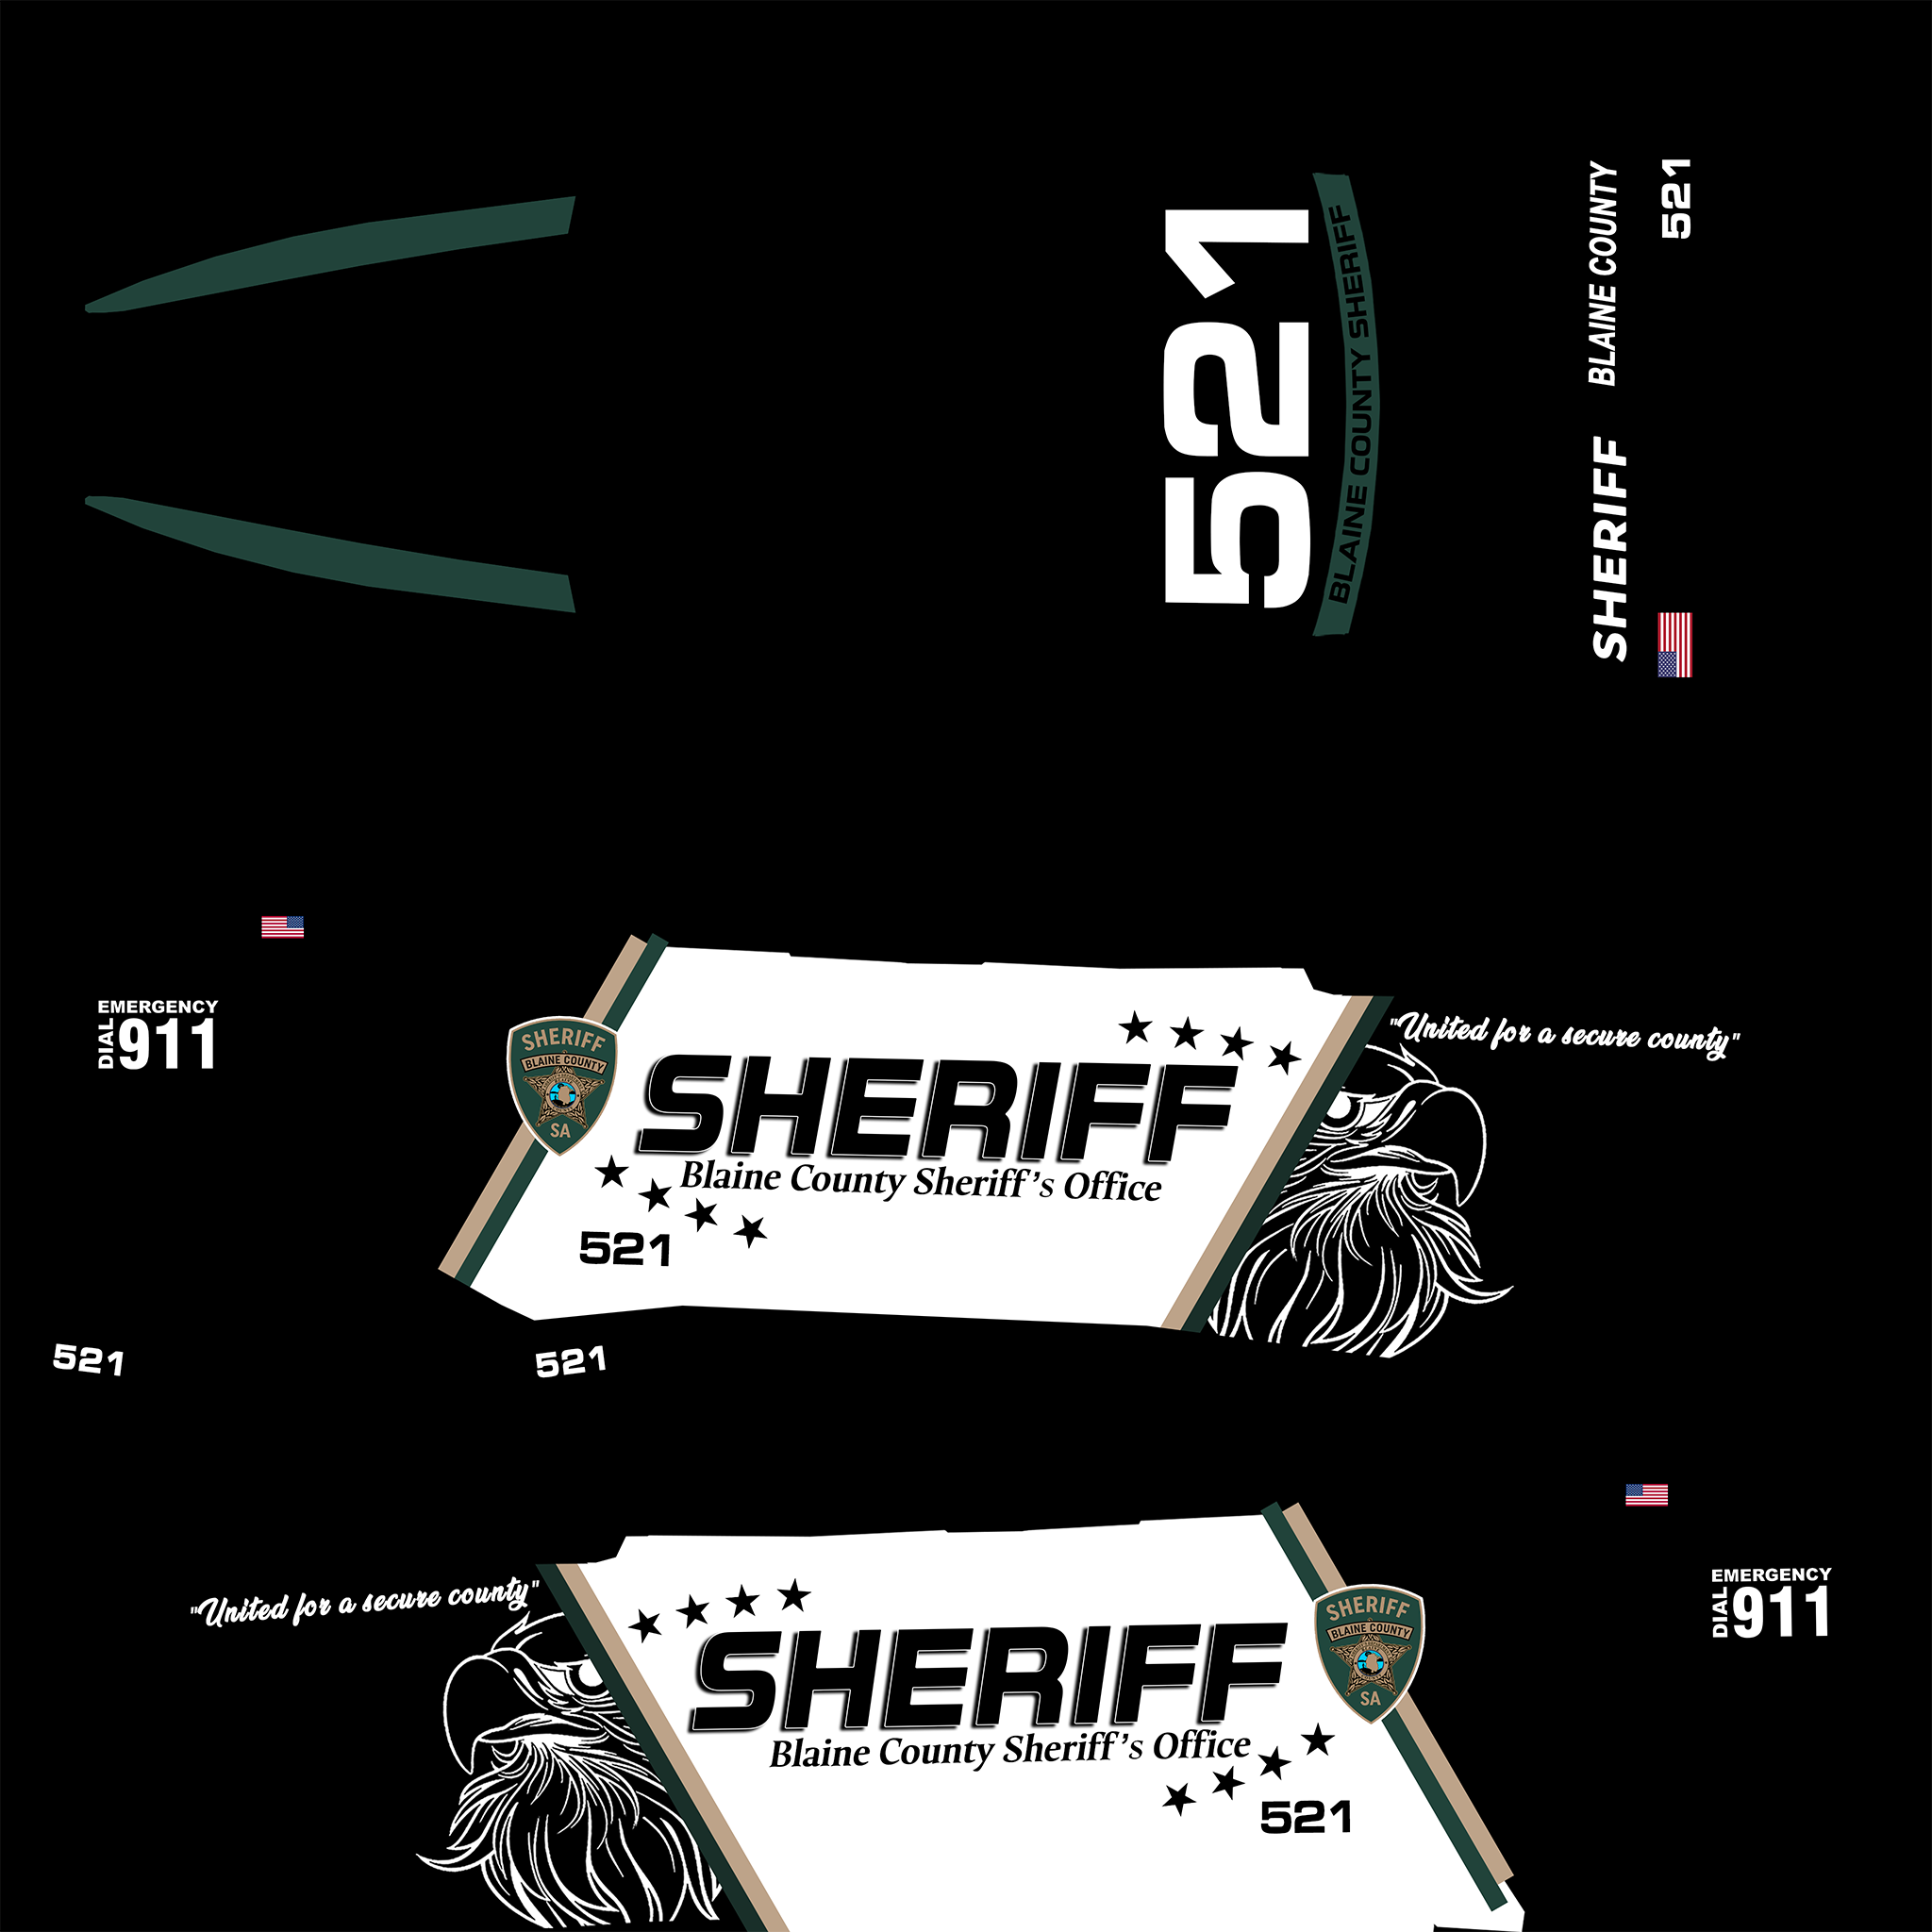 521
BLAINE COUNTY SHERIFF
BLAINE COUNTY
521
SHERIFF
EMERGENCY
DIAL
911
SHERIFF
BLAINE COUNTY
SA
SHERIFF
Blaine County Sheriff's Office
521
"United for a secure county"
521
521
"United for a secure county"
SHERIFF
Blaine County Sheriff's Office
521
SHERIFF
BLAINE COUNTY
SA
EMERGENCY
DIAL
911